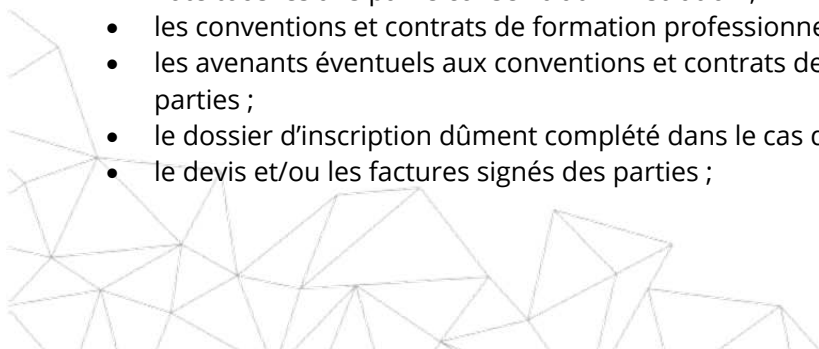 les conventions et contrats de formation professionne
les avenants éventuels aux conventions et contrats de
parties ;
le dossier d’inscription dûment complété dans le cas
le devis et/ou les factures signés des parties ;